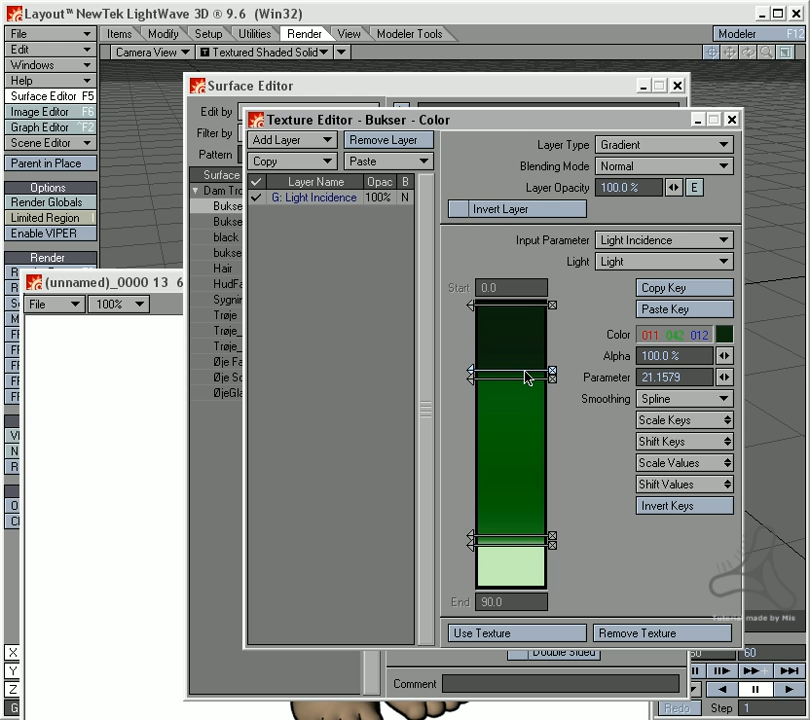 Layout™ NewTek LightWave 3D ® 9.6 (Win32)
File
Items
Modify
Setup
Utilities
Render
View
Modeler Tools
Modeler F12
Edit
Camera View
Textured Shaded Solid
Windows
Help
Surface Editor F5
Image Editor F6
Graph Editor ^F2
Scene Editor
Parent in Place
Options
Render Globals
Limited Region l
Enable VIPER
Render
Surface Editor
Edit by
Filter by
Pattern
Surface
Dam Tro
Bukse
Bukse
black
bukse
Hair
HudFa
Sygnin
Trøje
Trøje_
Trøje_
Øje Fa
Øje So
ØjeGla
Texture Editor - Bukser - Color
Add Layer
Remove Layer
Copy
Paste
Layer Name
Opac
B
G: Light Incidence
100%
N
Layer Type
Gradient
Blending Mode
Normal
Layer Opacity
100.0 %
E
Invert Layer
Input Parameter
Light Incidence
Light
Light
Start
0.0
Copy Key
Paste Key
Color
011 042 012
Alpha
100.0 %
Parameter
21.1579
Smoothing
Spline
Scale Keys
Shift Keys
Scale Values
Shift Values
Invert Keys
End
90.0
Use Texture
Remove Texture
(unnamed)_0000 13 6
File
100%
Double Sided
Comment
Tutorial made by Mis
X
Y
Z
60
60
Redo
Step
1